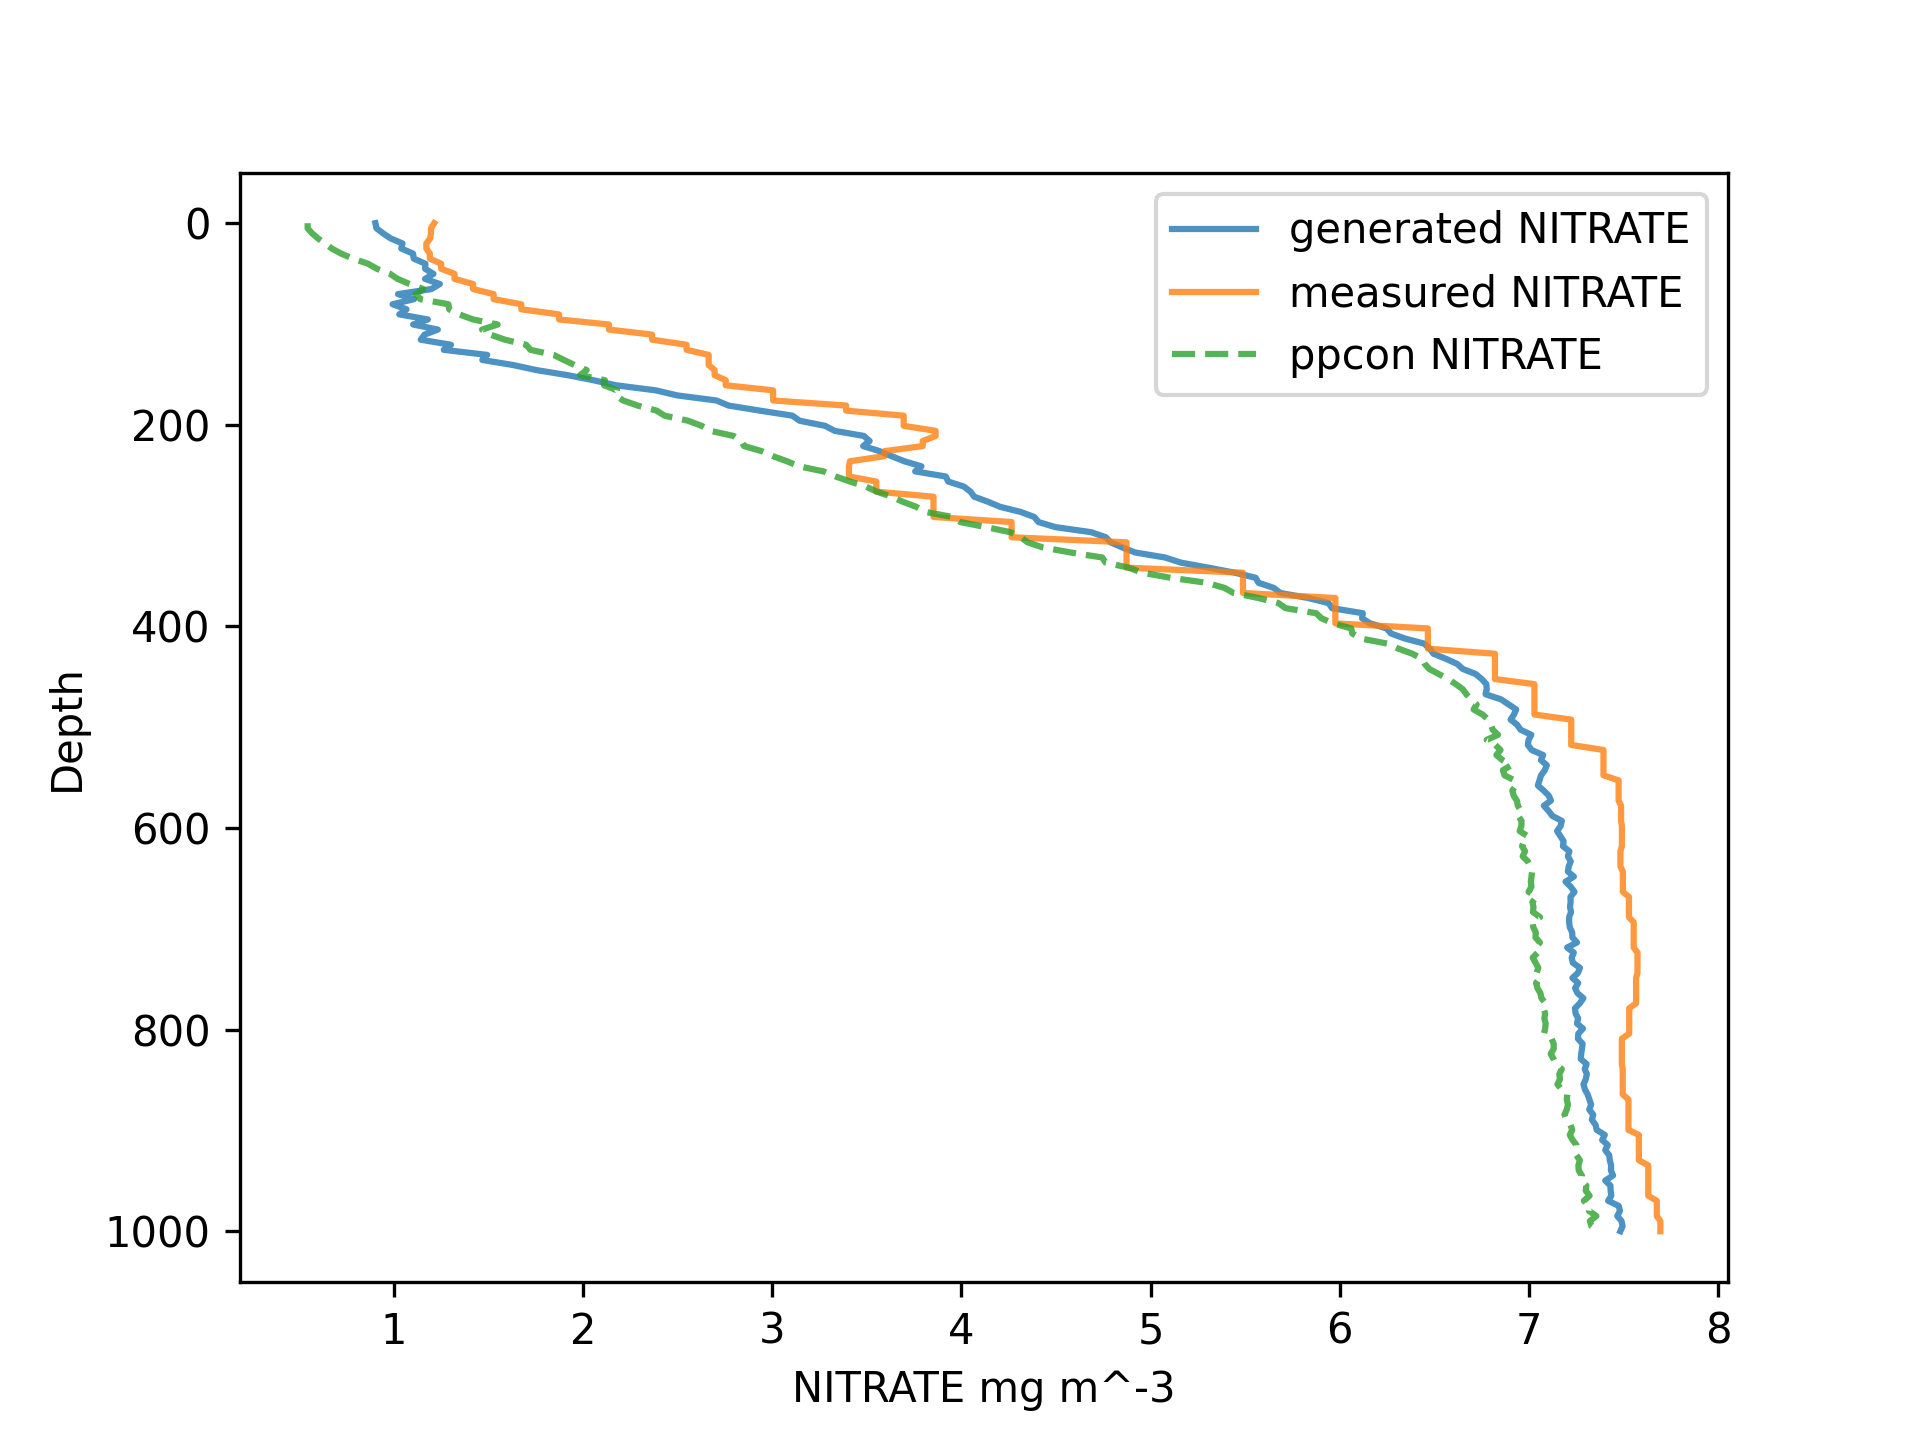 generated NITRATE
measured NITRATE
ppcon NITRATE
0
200
400
600
800
1000
Depth
1 2 3 4 5 6 7 8
NITRATE mg m^-3